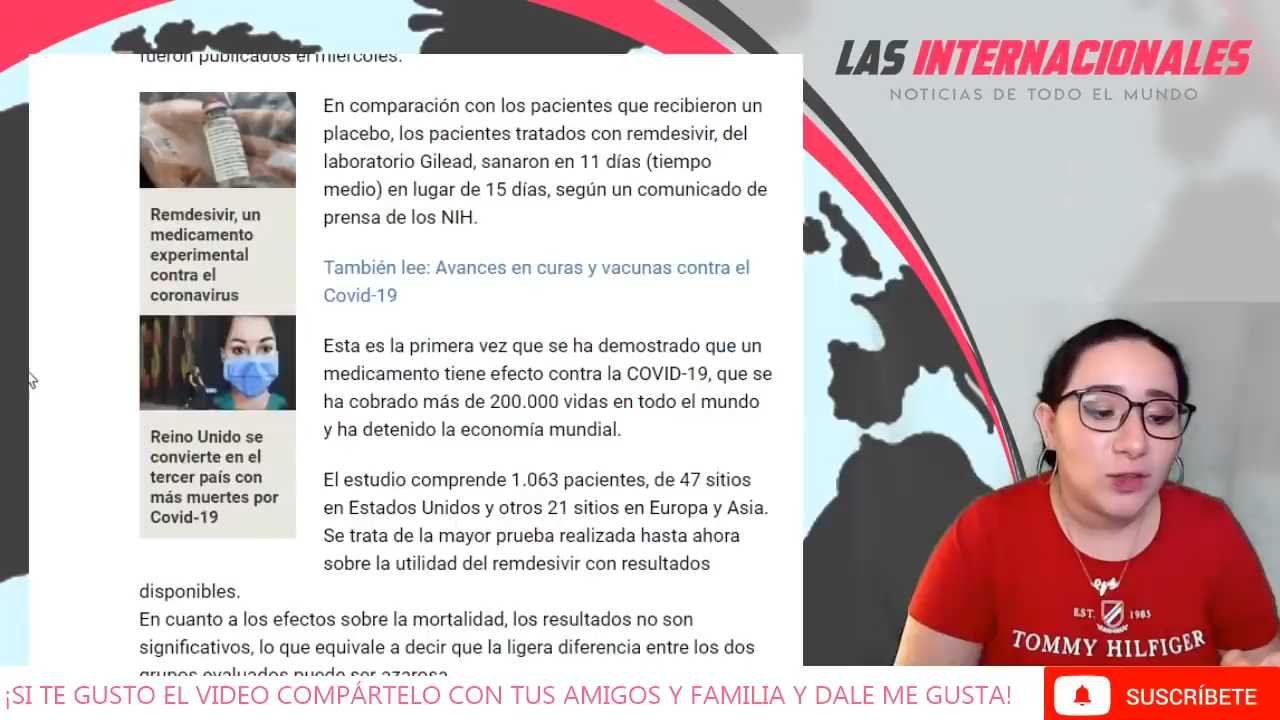 LAS INTERNACIONALES
NOTICIAS DE TODO EL MUNDO
fueron publicados el miércoles.
En comparación con los pacientes que recibieron un
placebo, los pacientes tratados con remdesivir, del
laboratorio Gilead, sanaron en 11 días (tiempo
medio) en lugar de 15 días, según un comunicado de
prensa de los NIH.
Remdesivir, un
medicamento
experimental
contra el
coronavirus
También lee: Avances en curas y vacunas contra el
Covid-19
Reino Unido se
convierte en el
tercer país con
más muertes por
Covid-19
Esta es la primera vez que se ha demostrado que un
medicamento tiene efecto contra la COVID-19, que se
ha cobrado más de 200.000 vidas en todo el mundo
y ha detenido la economía mundial.
El estudio comprende 1.063 pacientes, de 47 sitios
en Estados Unidos y otros 21 sitios en Europa y Asia.
Se trata de la mayor prueba realizada hasta ahora
sobre la utilidad del remdesivir con resultados
disponibles.
En cuanto a los efectos sobre la mortalidad, los resultados no son
significativos, lo que equivale a decir que la ligera diferencia entre los dos
grupos evaluados puede ser azarosa.
EST. 1985
TOMMY HILFIGER
¡SI TE GUSTO EL VIDEO COMPÁRTELO CON TUS AMIGOS Y FAMILIA Y DALE ME GUSTA!
SUSCRÍBETE